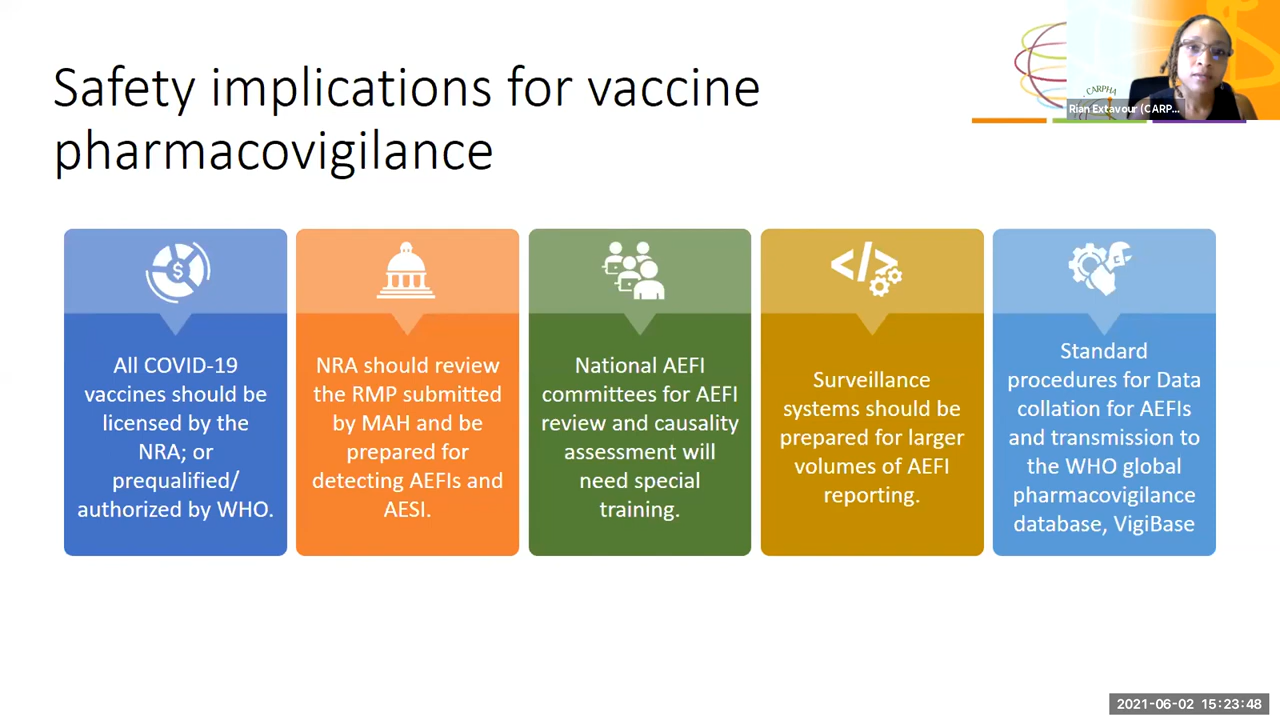 Safety implications for vaccine
pharmacovigilance
CARPHA
Rian Extavour (CARP...
$
All COVID-19
vaccines should be
licensed by the
NRA; or
prequalified/
authorized by WHO.
NRA should review
the RMP submitted
by MAH and be
prepared for
detecting AEFIs and
AESI.
National AEFI
committees for AEFI
review and causality
assessment will
need special
training.
</>
Surveillance
systems should be
prepared for larger
volumes of AEFI
reporting.
Standard
procedures for Data
collation for AEFIs
and transmission to
the WHO global
pharmacovigilance
database, VigiBase
2021-06-02 15:23:48